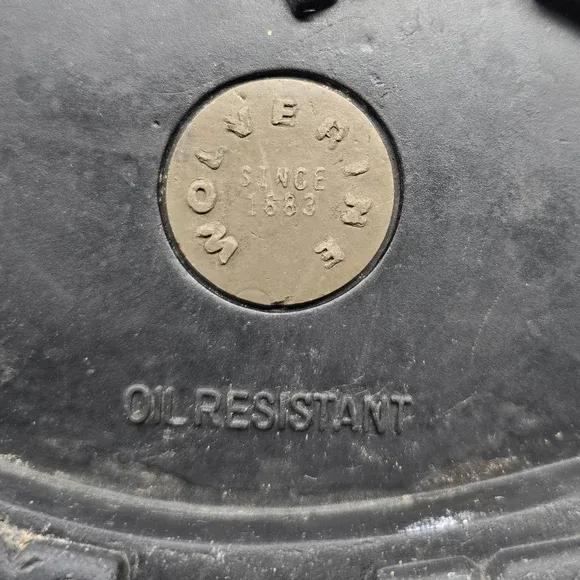 WOLVERINE
SINCE
1883
OIL RESISTANT